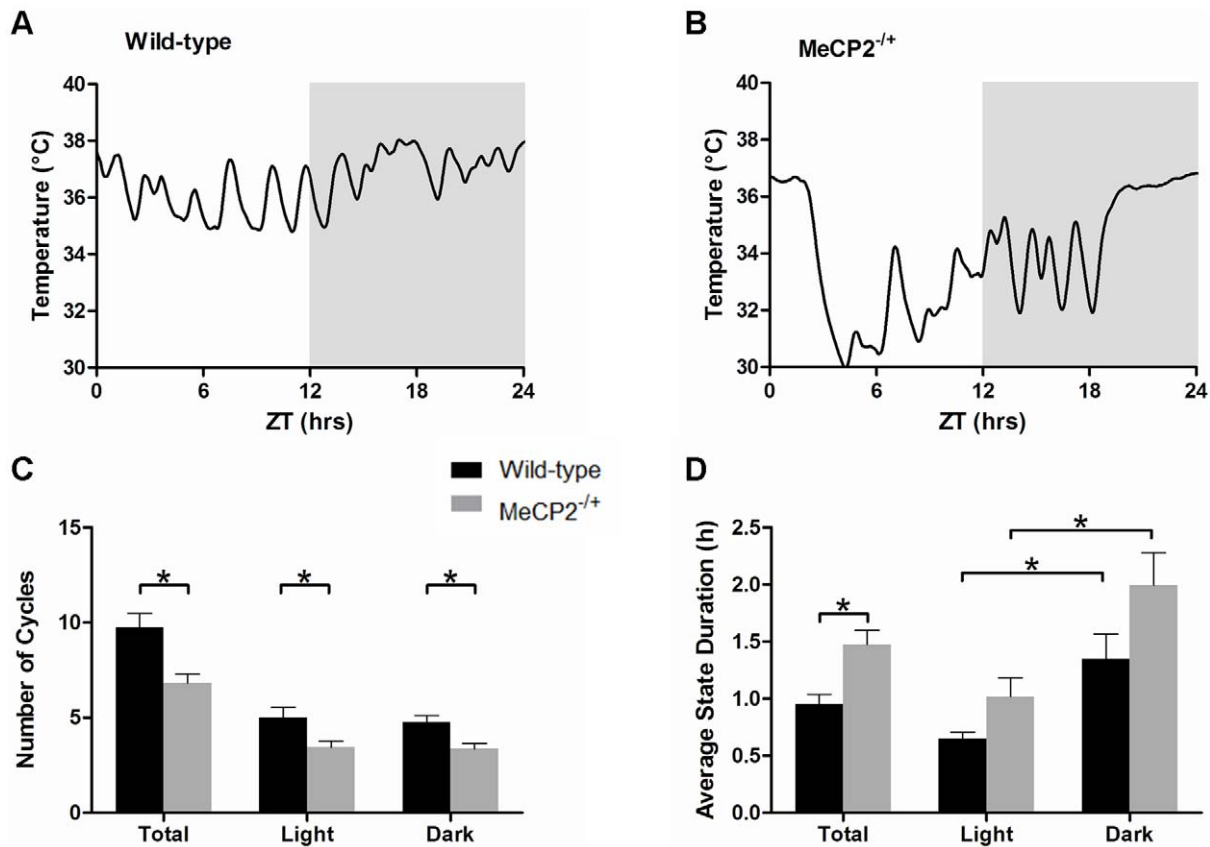 A
Wild-type
40
38
36
34
32
30
Temperature (°C)
0
6
12
18
24
ZT (hrs)
B
MeCP2-/+
40
38
36
34
32
30
Temperature (°C)
0
6
12
18
24
ZT (hrs)
C
Wild-type
MeCP2-/+
15
10
5
0
Number of Cycles
*
*
*
Total
Light
Dark
D
2.5
2.0
1.5
1.0
0.5
0.0
Average State Duration (h)
*
*
*
Total
Light
Dark